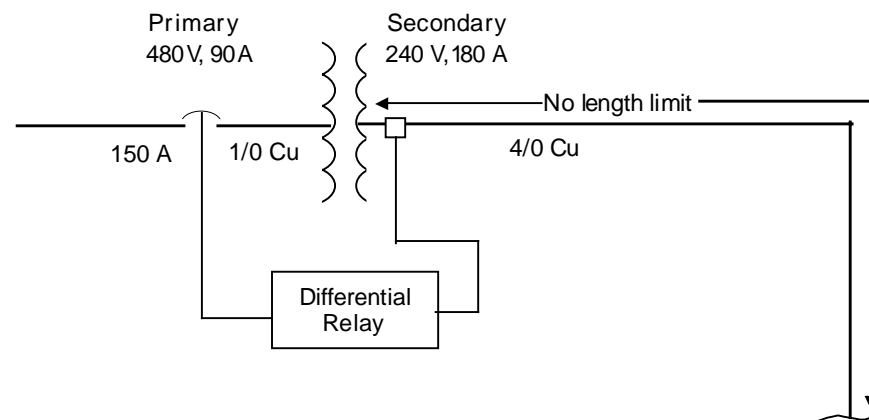 Primary
480V, 90A
Secondary
240 V, 180 A
No length limit
150 A
1/0 Cu
4/0 Cu
Differential
Relay